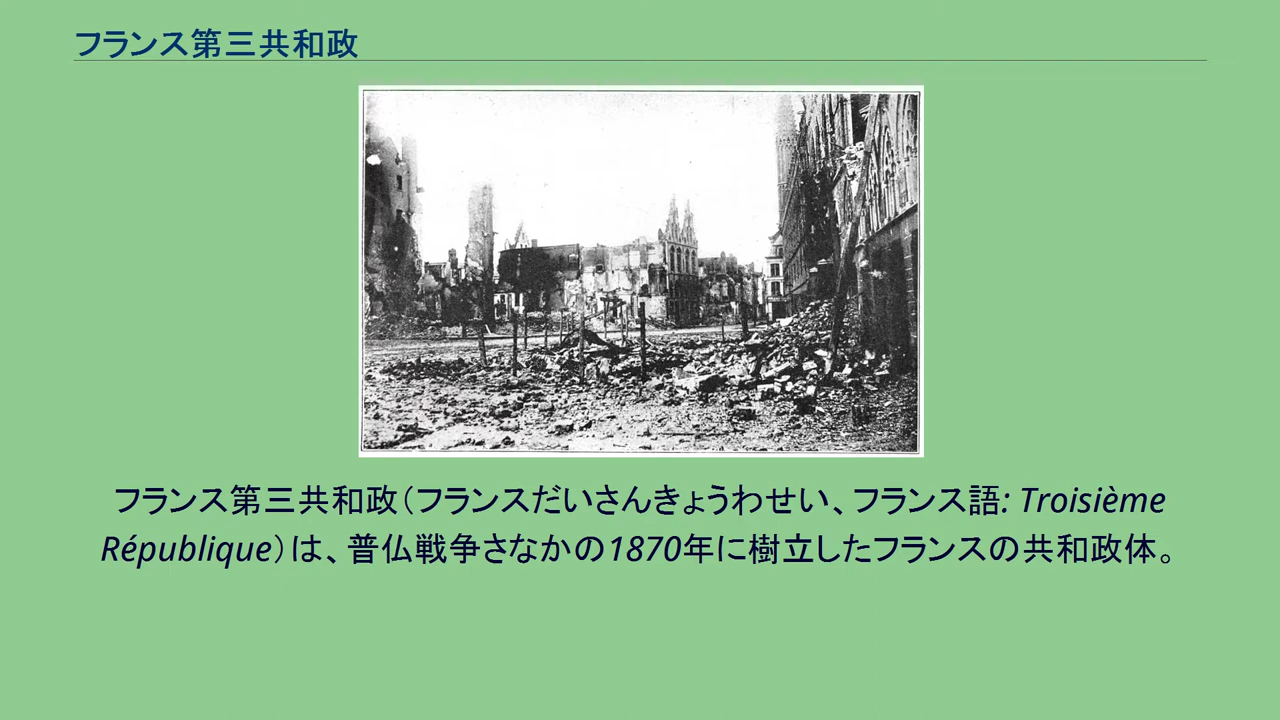 フランス第三共和政
フランス第三共和政（フランスだいさんきょうわせい、フランス語: Troisième
République）は、普仏戦争さなかの1870年に樹立したフランスの共和政体。